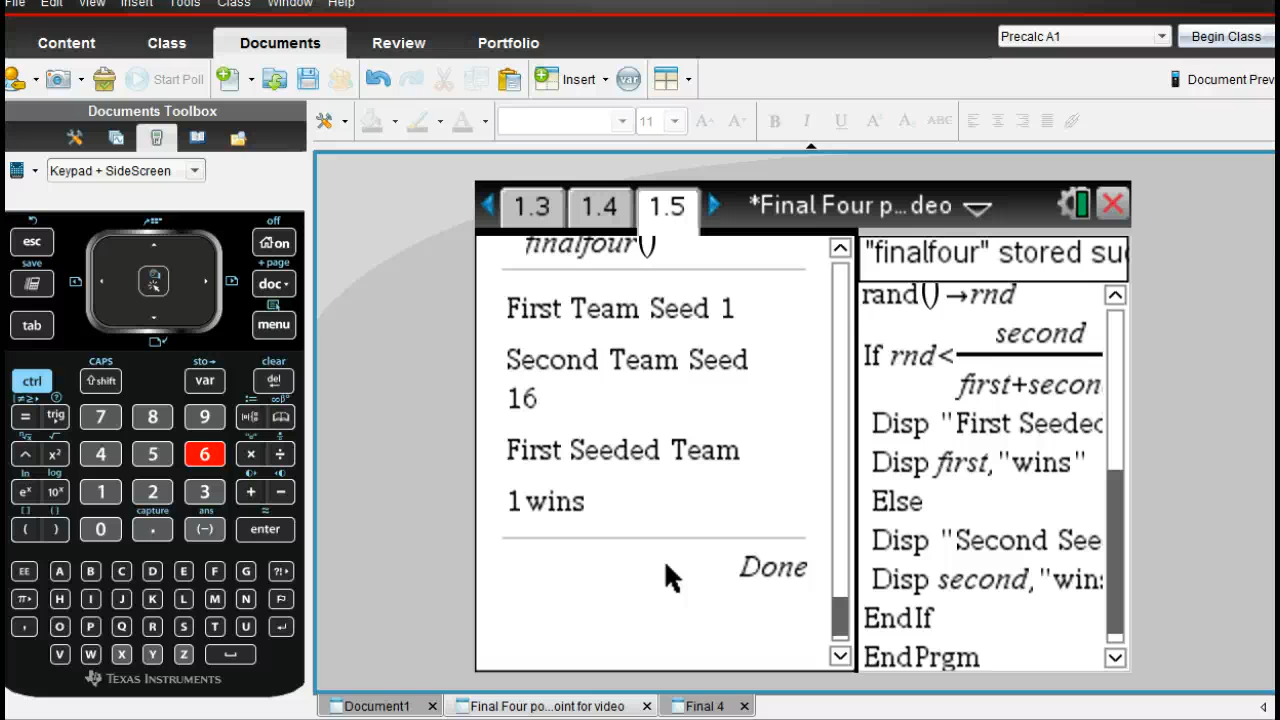 File Edit View Insert Tools Class Window Help
Content Class Documents Review Portfolio
Precalc A1 Begin Class
Start Poll Insert var Document Prev
Documents Toolbox
11 B I U A A ABC
Keypad + SideScreen
1.3 1.4 1.5 *Final Four p...deo
finalfour()
First Team Seed 1
Second Team Seed
16
First Seeded Team
1 wins
Done
"finalfour" stored suc
rand()→rnd
second
If rnd<
first+secon
Disp "First Seeded
Disp first,"wins"
Else
Disp "Second See
Disp second,"wins
EndIf
EndPrgm
off
esc on
save + page
doc
tab menu
CAPS sto→ clear
ctrl shift var del
= trig 7 8 9
^ x² 4 5 6 × ÷
ln log
eˣ 10ˣ 1 2 3 + −
capture ans
( ) 0 . (−) enter
EE A B C D E F G ?!▸
π▸ H I J K L M N
, O P Q R S T U
V W X Y Z
TEXAS INSTRUMENTS
Document1 Final Four po...oint for video Final 4